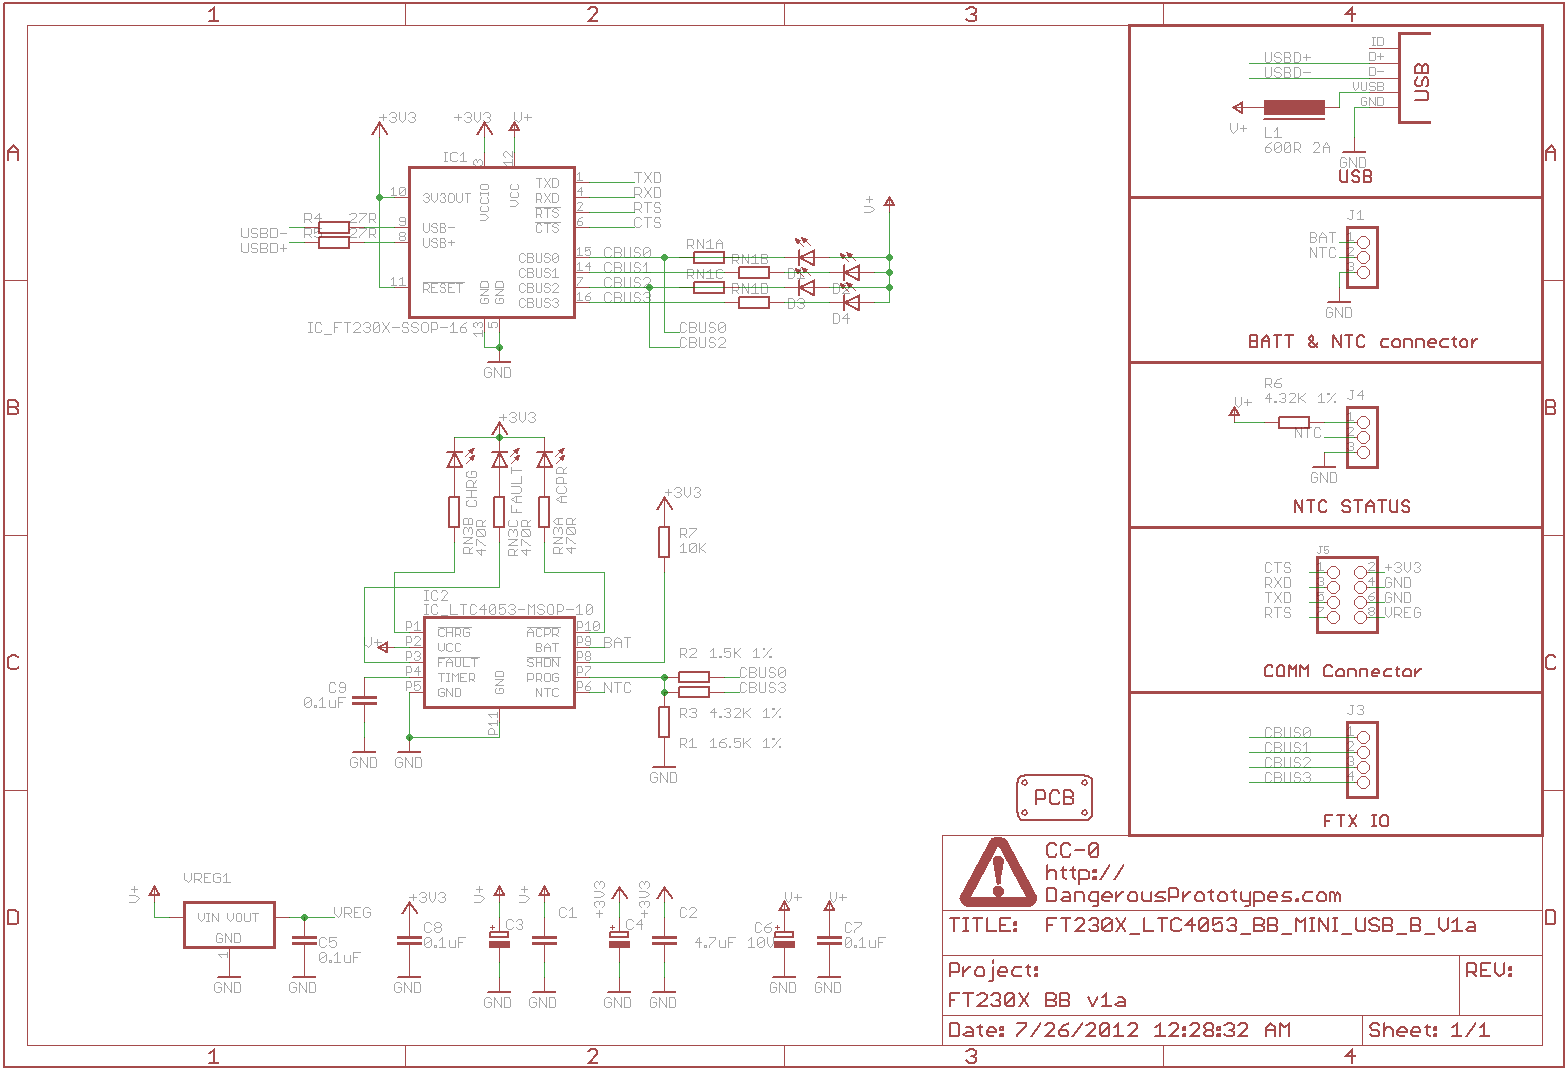 1 2 3 4
A
B
C
D
A
B
C
D
+3V3
+3V3 V+
IC1
3 12
10 3V3OUT
VCCIO
VCC
TXD 1 TXD
RXD 4 RXD
RTS 2 RTS
CTS 6 CTS
R4 27R
USBD- 9 USB-
R5 27R
USBD+ 8 USB+
CBUS0 15 CBUS0
CBUS1 14 CBUS1
CBUS2 7 CBUS2
CBUS3 16 CBUS3
11 RESET
GND
GND
13 5
IC_FT230X-SSOP-16
GND
RN1A
RN1B
RN1C
RN1D
V+
D3
D4
CBUS0
CBUS2
+3V3
CHRG
FAULT
ACPR
RN3B
470R
RN3C
470R
RN3A
470R
+3V3
R7
10K
IC2
IC_LTC4053-MSOP-10
P1 CHRG ACPR P10
V+ P2 VCC BAT P9 BAT
P3 FAULT SHDN P8
P4 TIMER PROG P7
P5 GND NTC P6 NTC
GND
P11
C9
0.1uF
GND
GND
R2 1.5K 1%
CBUS0
CBUS3
R3 4.32K 1%
R1 16.5K 1%
GND
V+
VREG1
VIN VOUT
GND
1
VREG
C5
0.1uF
GND
GND
+3V3
C8
0.1uF
GND
V+
C3
GND
V+
C1
GND
+3V3
C4
GND
+3V3
C2
4.7uF
GND
V+
C6
10V
GND
V+
C7
0.1uF
GND
PCB
ID
USBD+ D+
USBD- D-
VUSB
GND
USB
V+
L1
600R 2A
GND
USB
J1
BAT 1
NTC 2
3
GND
BATT & NTC connector
R6
4.32K 1%
V+
J4
1
NTC 2
3
GND
NTC STATUS
J5
CTS 1 2 +3V3
RXD 3 4 GND
TXD 5 6 GND
RTS 7 8 VREG
COMM Connector
J3
CBUS0 1
CBUS1 2
CBUS2 3
CBUS3 4
FTX IO
CC-0
http://
DangerousPrototypes.com
TITLE: FT230X_LTC4053_BB_MINI_USB_B_V1a
Project:
FT230X BB v1a
REV:
Date: 7/26/2012 12:28:32 AM
Sheet: 1/1
1 2 3 4